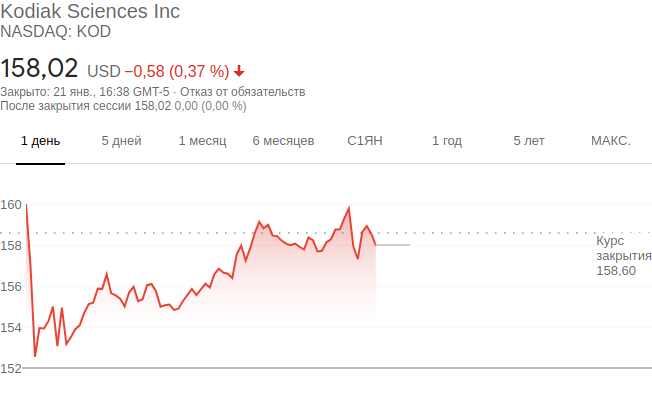 Kodiak Sciences Inc
NASDAQ: KOD
158,02 USD −0,58 (0,37 %)
Закрыто: 21 янв., 16:38 GMT-5 · Отказ от обязательств
После закрытия сессии 158,02 0,00 (0,00 %)
1 день 5 дней 1 месяц 6 месяцев С1ЯН 1 год 5 лет МАКС.
160
158
156
154
152
Курс
закрытия
158,60